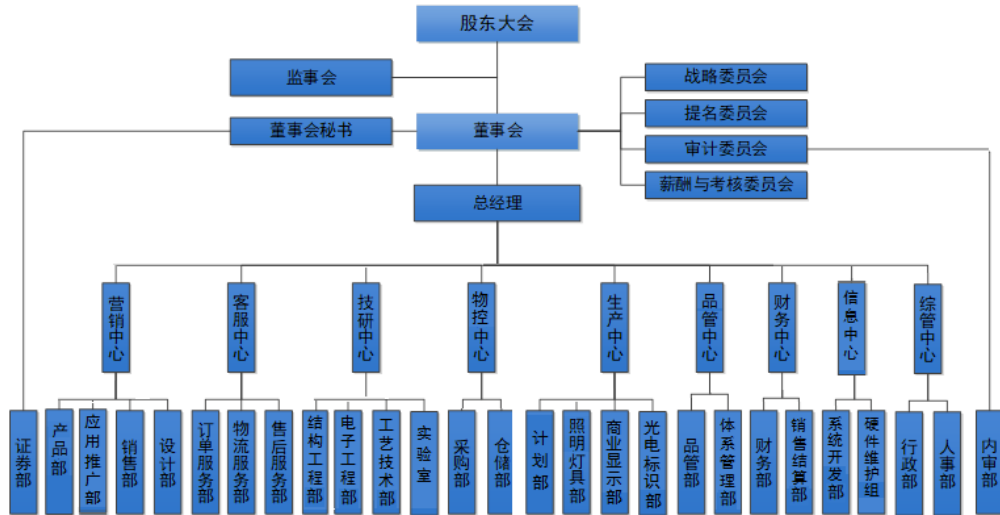 股东大会
监事会
战略委员会
提名委员会
董事会秘书
董事会
审计委员会
薪酬与考核委员会
总经理
营销中心
客服中心
技研中心
物控中心
生产中心
品管中心
财务中心
信息中心
综管中心
证券部
产品部
应用推广部
销售部
设计部
订单服务部
物流服务部
售后服务部
结构工程部
电子工程部
工艺技术部
实验室
采购部
仓储部
计划部
照明灯具部
商业显示部
光电标识部
品管部
体系管理部
财务部
销售结算部
系统开发部
硬件维护组
行政部
人事部
内审部